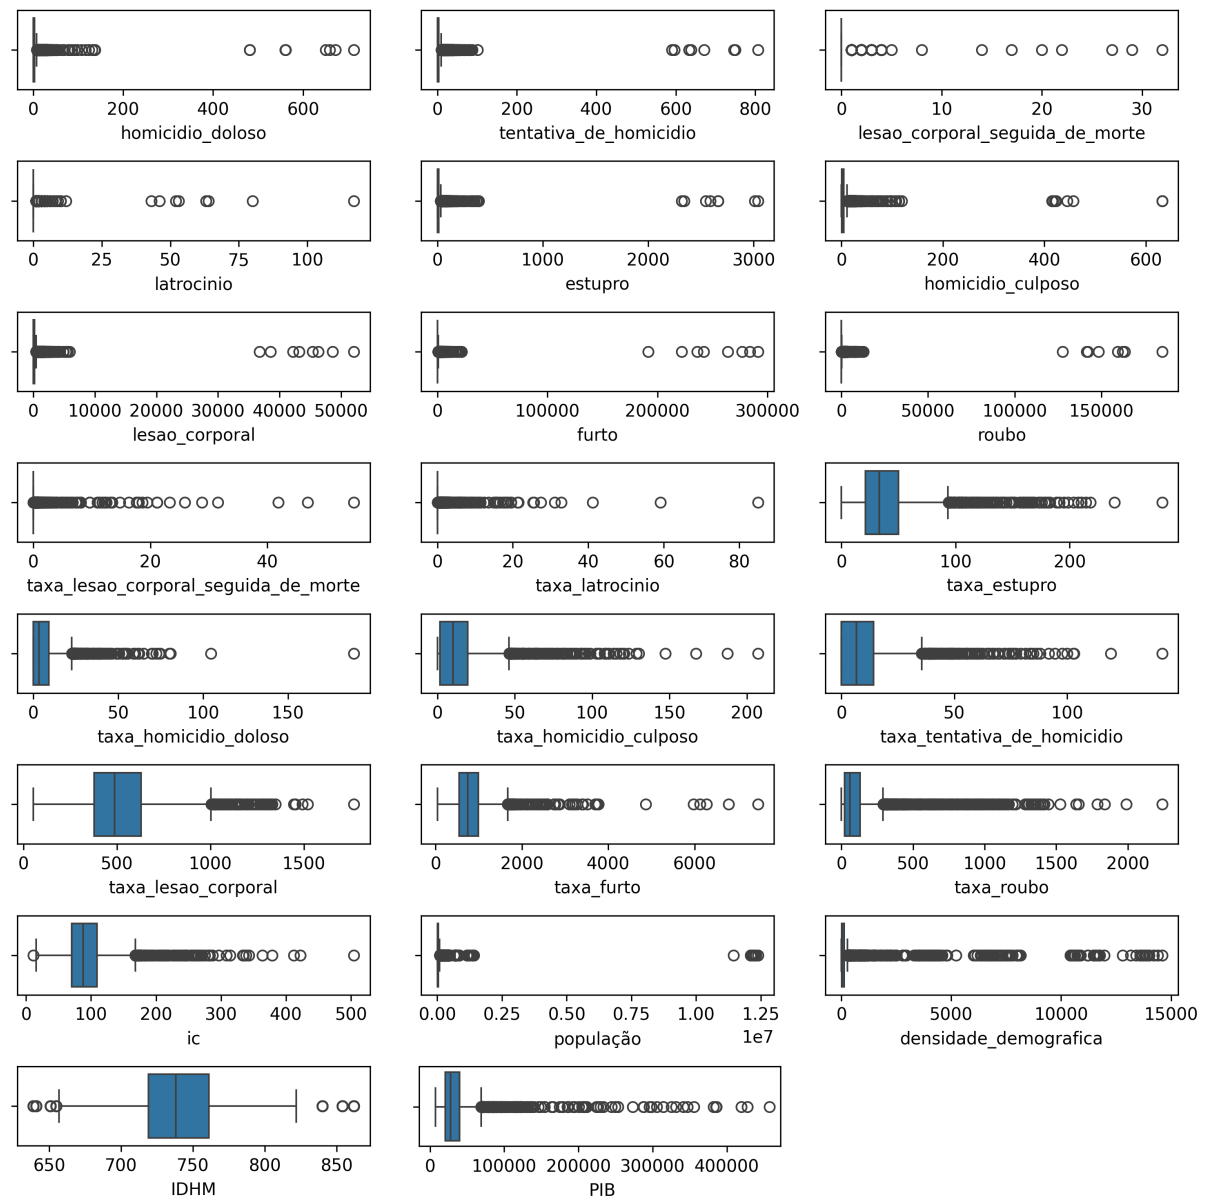 0 200 400 600
homicidio_doloso
0 200 400 600 800
tentativa_de_homicidio
0 10 20 30
lesao_corporal_seguida_de_morte
0 25 50 75 100
latrocinio
0 1000 2000 3000
estupro
0 200 400 600
homicidio_culposo
0 10000 20000 30000 40000 50000
lesao_corporal
0 100000 200000 300000
furto
0 50000 100000 150000
roubo
0 20 40
taxa_lesao_corporal_seguida_de_morte
0 20 40 60 80
taxa_latrocinio
0 100 200
taxa_estupro
0 50 100 150
taxa_homicidio_doloso
0 50 100 150 200
taxa_homicidio_culposo
0 50 100
taxa_tentativa_de_homicidio
0 500 1000 1500
taxa_lesao_corporal
0 2000 4000 6000
taxa_furto
0 500 1000 1500 2000
taxa_roubo
0 100 200 300 400 500
ic
0.00 0.25 0.50 0.75 1.00 1.25
1e7
população
0 5000 10000 15000
densidade_demografica
650 700 750 800 850
IDHM
0 100000 200000 300000 400000
PIB